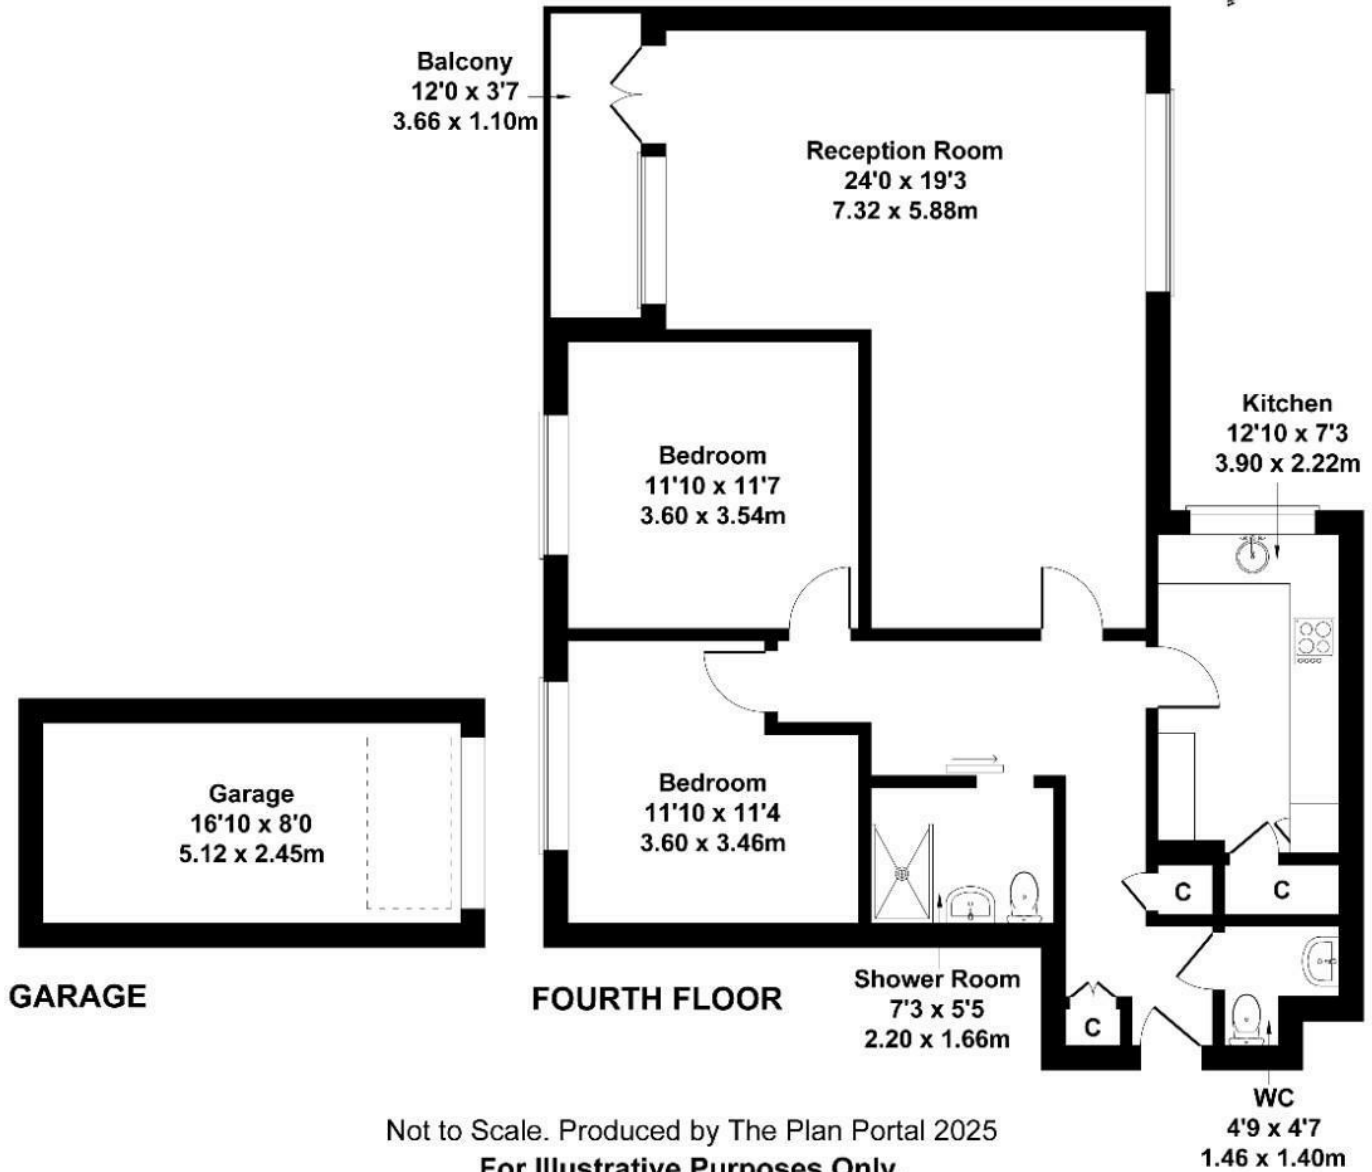 Balcony
12'0 x 3'7
3.66 x 1.10m
Reception Room
24'0 x 19'3
7.32 x 5.88m
Kitchen
12'10 x 7'3
3.90 x 2.22m
Bedroom
11'10 x 11'7
3.60 x 3.54m
Garage
16'10 x 8'0
5.12 x 2.45m
Bedroom
11'10 x 11'4
3.60 x 3.46m
C
C
C
GARAGE
FOURTH FLOOR
Shower Room
7'3 x 5'5
2.20 x 1.66m
WC
4'9 x 4'7
1.46 x 1.40m
Not to Scale. Produced by The Plan Portal 2025
For Illustrative Purposes Only